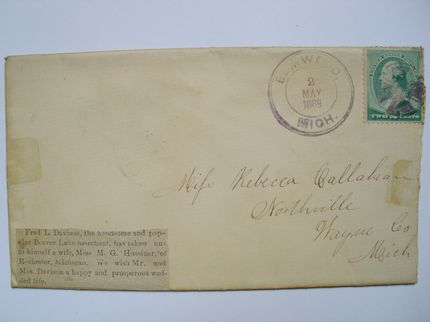 ELMWOOD
2
MAY
1889
MICH.
TWO CENTS
Miss Rebecca Callahan
Northville
Wayne Co
Mich
Fred L Davison, the handsome and pop-
ular Beaver Lake merchant, has taken un-
to himself a wife, Miss M. G. Hutsizer, of
Rochester, Michigan. We wish Mr. and
Mrs Davison a happy and prosperous wed-
ded life.